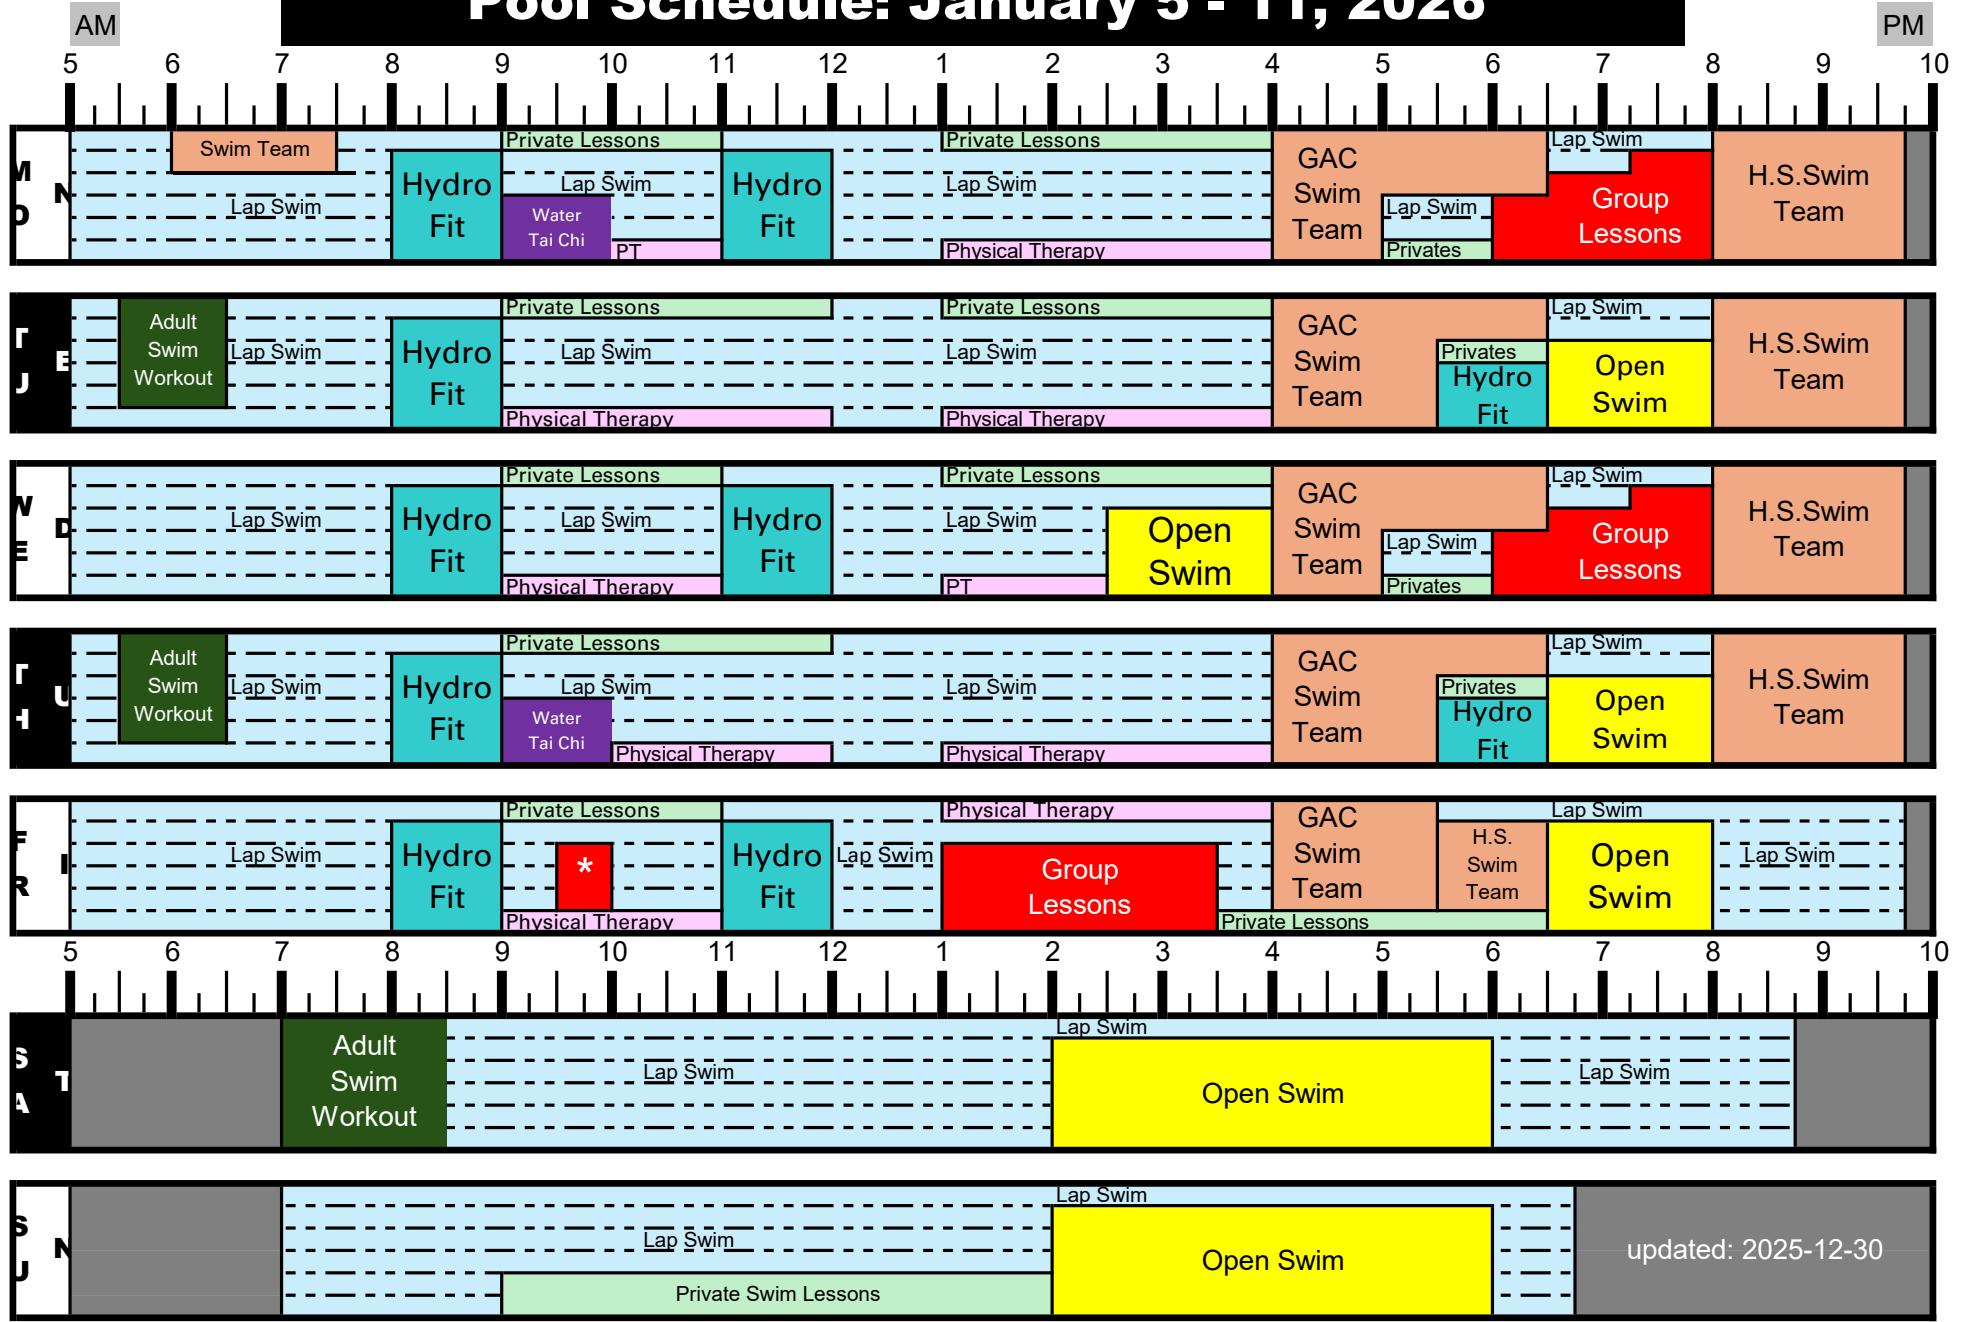 Pool Schedule: January 5 - 11, 2026
AM PM
5 6 7 8 9 10 11 12 1 2 3 4 5 6 7 8 9 10
M
O
N
Swim Team
Lap Swim
Hydro
Fit
Private Lessons
Lap Swim
Water
Tai Chi
PT
Hydro
Fit
Private Lessons
Lap Swim
Physical Therapy
GAC
Swim
Team
Lap Swim
Privates
Lap Swim
Group
Lessons
H.S.Swim
Team
T
U
E
Adult
Swim
Workout
Lap Swim
Hydro
Fit
Private Lessons
Lap Swim
Physical Therapy
Private Lessons
Lap Swim
Physical Therapy
GAC
Swim
Team
Privates
Hydro
Fit
Lap Swim
Open
Swim
H.S.Swim
Team
W
E
D
Lap Swim
Hydro
Fit
Private Lessons
Lap Swim
Physical Therapy
Hydro
Fit
Private Lessons
Lap Swim
PT
Open
Swim
GAC
Swim
Team
Lap Swim
Privates
Lap Swim
Group
Lessons
H.S.Swim
Team
T
H
U
Adult
Swim
Workout
Lap Swim
Hydro
Fit
Private Lessons
Lap Swim
Water
Tai Chi
Physical Therapy
Lap Swim
Physical Therapy
GAC
Swim
Team
Privates
Hydro
Fit
Lap Swim
Open
Swim
H.S.Swim
Team
F
R
I
Lap Swim
Hydro
Fit
Private Lessons
*
Physical Therapy
Hydro
Fit
Lap Swim
Physical Therapy
Group
Lessons
Private Lessons
GAC
Swim
Team
H.S.
Swim
Team
Lap Swim
Open
Swim
Lap Swim
5 6 7 8 9 10 11 12 1 2 3 4 5 6 7 8 9 10
S
A
T
Adult
Swim
Workout
Lap Swim
Lap Swim
Open Swim
Lap Swim
S
U
N
Lap Swim
Private Swim Lessons
Lap Swim
Open Swim
updated: 2025-12-30